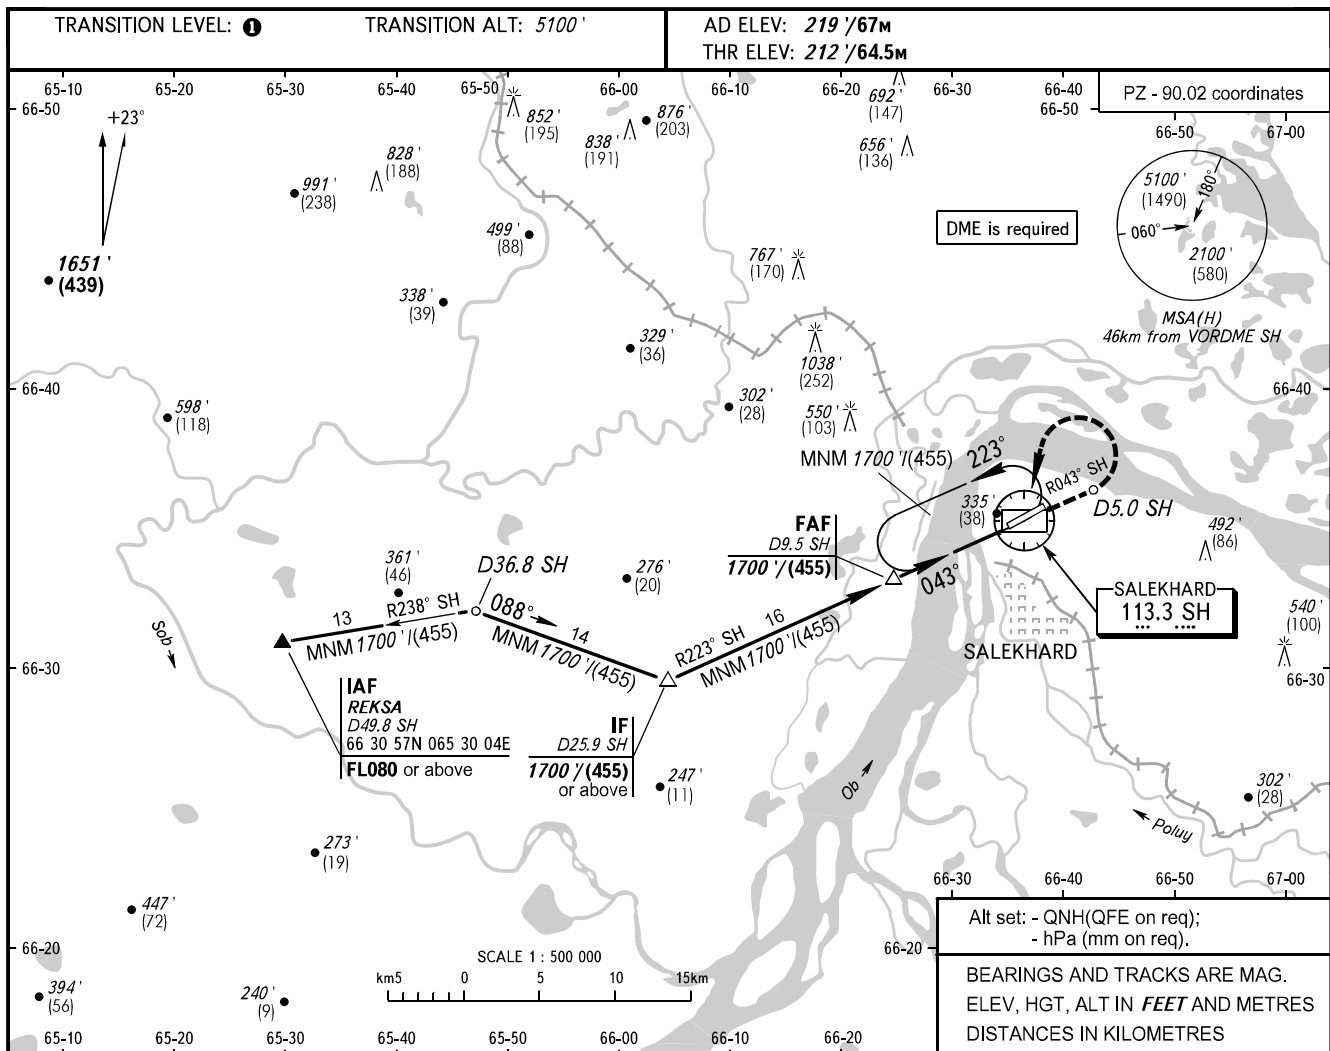 TRANSITION LEVEL: ❶ TRANSITION ALT: 5100 '
AD ELEV: 219 '/67м
THR ELEV: 212 '/64.5м
65-10 65-20 65-30 65-40 65-50 66-00 66-10 66-20 66-30 66-40
66-50
66-50
PZ - 90.02 coordinates
66-50 67-00
+23°
852 '
(195)
876 '
(203)
838 '
(191)
692 '
(147)
656 '
(136)
828 '
(188)
991 '
(238)
499 '
(88)
1651 '
(439)
338 '
(39)
767 '
(170)
329 '
(36)
1038 '
(252)
DME is required
5100 '
(1490)
180°
060°
2100 '
(580)
MSA(H)
46km from VORDME SH
66-40
66-40
598 '
(118)
302 '
(28)
550 '
(103)
MNM 1700 '/(455)
223°
R043° SH
335 '
(38)
D5.0 SH
FAF
D9.5 SH
1700 '/(455)
043°
492 '
(86)
361 '
(46)
D36.8 SH
276 '
(20)
SALEKHARD
113.3 SH
540 '
(100)
13
R238° SH
MNM 1700 '/(455)
088°
14
MNM 1700 '/(455)
R223° SH
16
MNM 1700 '/(455)
SALEKHARD
Sob
66-30
66-30
IAF
REKSA
D49.8 SH
66 30 57N 065 30 04E
FL080 or above
IF
D25.9 SH
1700 '/(455)
or above
247 '
(11)
Ob
302 '
(28)
Poluy
273 '
(19)
447 '
(72)
66-30 66-40 66-50 67-00
66-20
66-20
394 '
(56)
240 '
(9)
SCALE 1 : 500 000
km5 0 5 10 15km
Alt set: - QNH(QFE on req);
- hPa (mm on req).
BEARINGS AND TRACKS ARE MAG.
ELEV, HGT, ALT IN FEET AND METRES
DISTANCES IN KILOMETRES
65-10 65-20 65-30 65-40 65-50 66-00 66-10 66-20